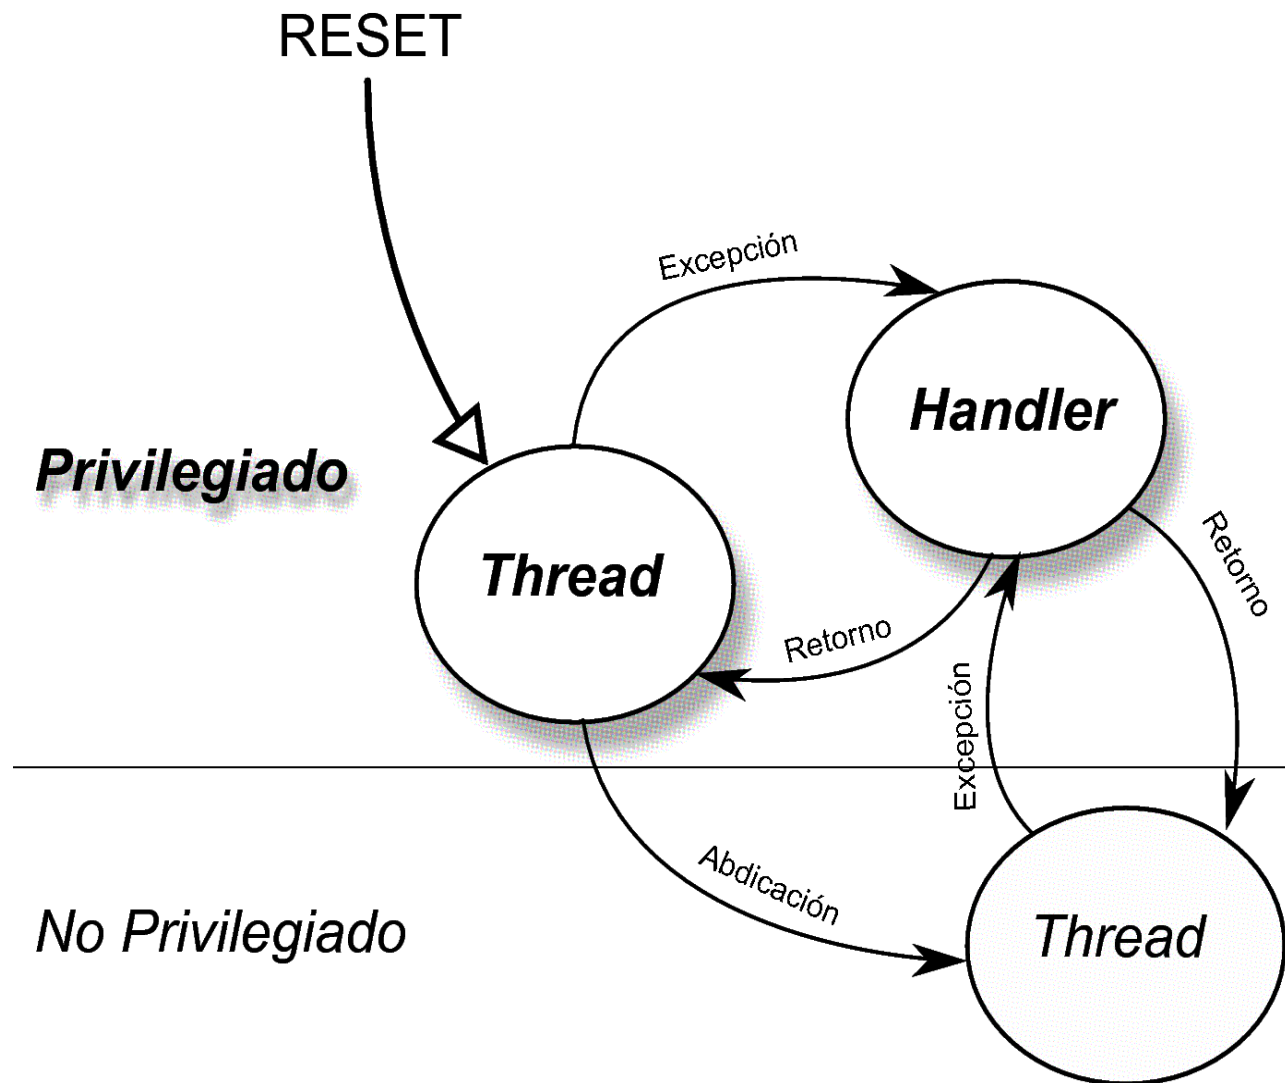 RESET
Excepción
Handler
Privilegiado
Thread
Retorno
Retorno
Excepción
Abdicación
No Privilegiado
Thread